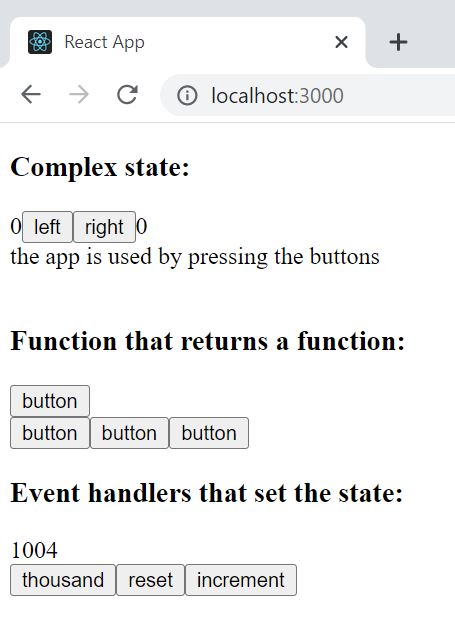 React App
localhost:3000
Complex state:
0 left right 0
the app is used by pressing the buttons
Function that returns a function:
button
button button button
Event handlers that set the state:
1004
thousand reset increment